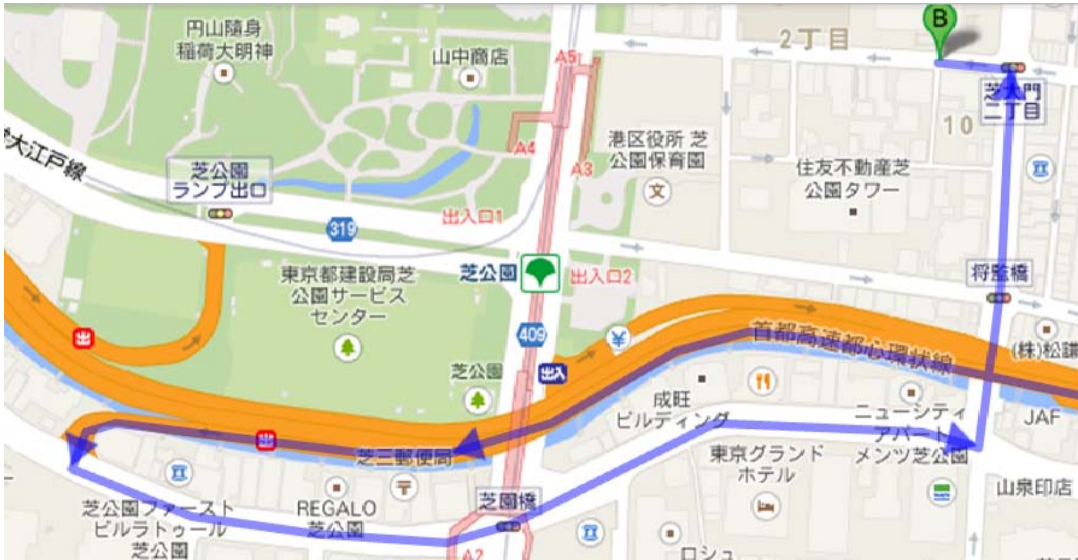 円山随身
稲荷大明神
山中商店
A5
2丁目
B
芝大門
二丁目
10
A4
A3
港区役所 芝
公園保育園
文
住友不動産芝
公園タワー
大江戸線
芝公園
ランプ出口
319
出入口1
芝公園
出入口2
東京都建設局芝
公園サービス
センター
将監橋
409
出
首都高速都心環状線
(株)松謙
芝公園
出入
成旺
ビルディング
ニューシティ
アパート
メンツ芝公園
JAF
出
芝三郵便局
東京グランド
ホテル
芝公園ファースト
ビルラトゥール
芝公園
REGALO
芝公園
芝園橋
山泉印店
A2
ロシュ